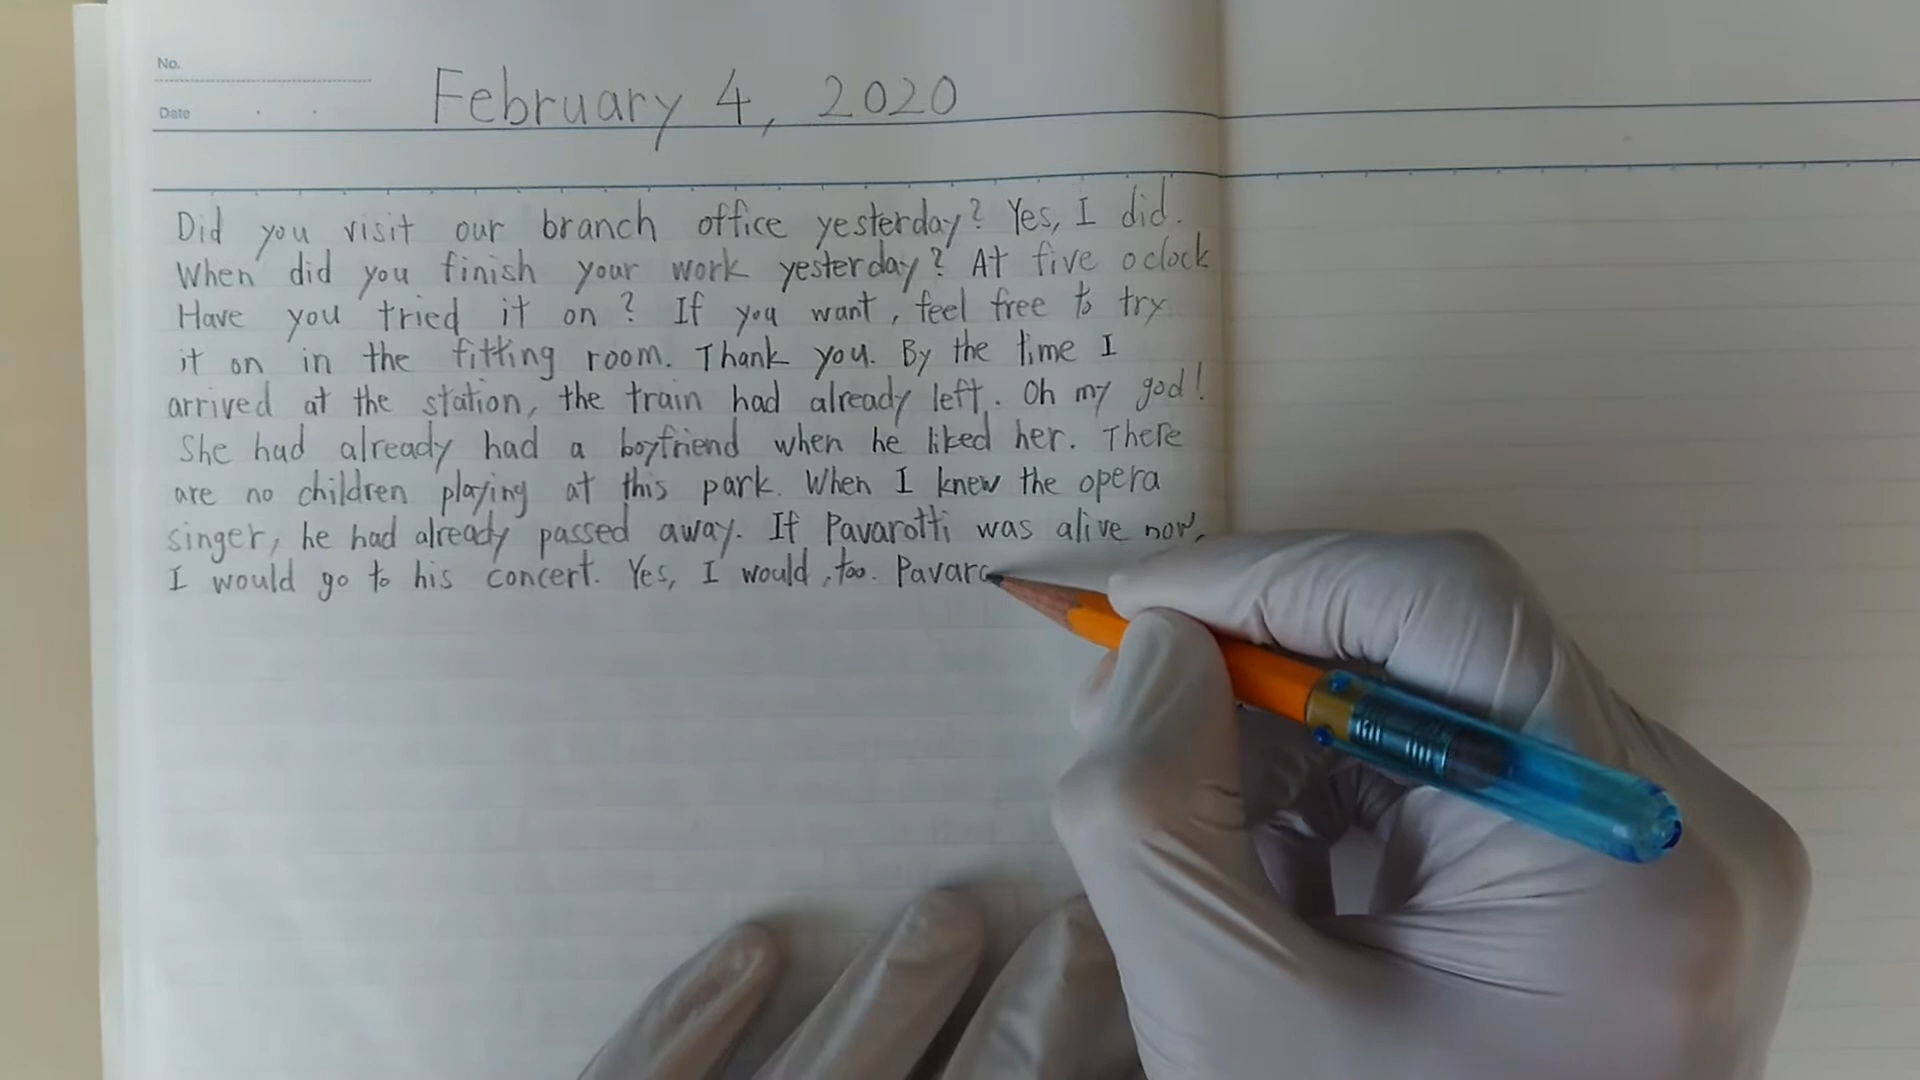 No.
February 4, 2020
Date
Did you visit our branch office yesterday? Yes, I did.
When did you finish your work yesterday? At five oclock
Have you tried it on? If you want, feel free to try
it on in the fitting room. Thank you. By the time I
arrived at the station, the train had already left. Oh my god!
She had already had a boyfriend when he liked her. There
are no children playing at this park. When I knew the opera
singer, he had already passed away. If Pavarotti was alive now,
I would go to his concert. Yes, I would, too. Pavaro